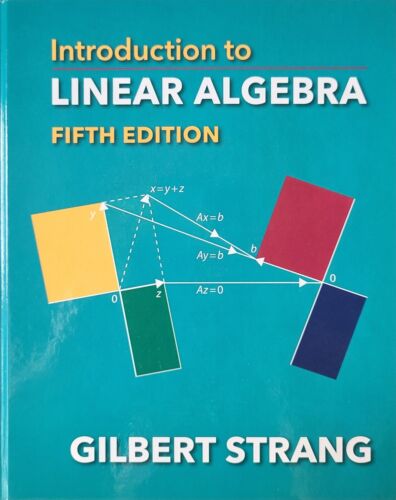 Introduction to
LINEAR ALGEBRA
FIFTH EDITION
x=y+z
y
Ax=b
Ay=b
b
0
0
z
Az=0
GILBERT STRANG